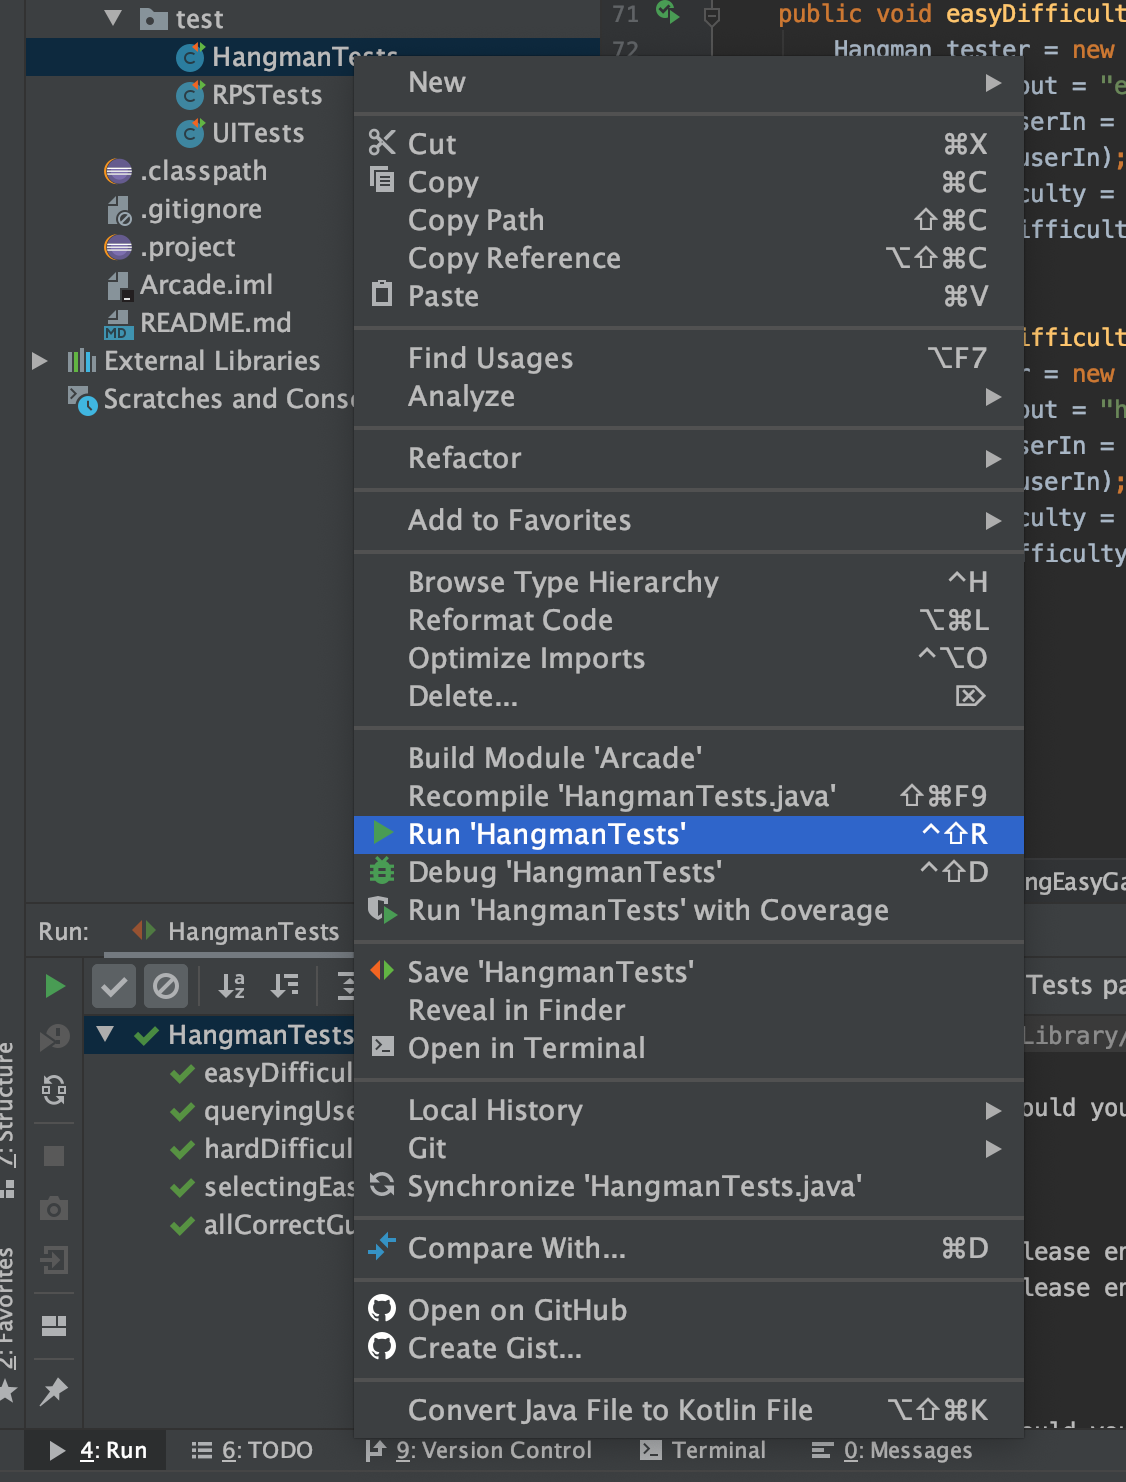 test
HangmanTests
RPSTests
UITests
.classpath
.gitignore
.project
Arcade.iml
MD README.md
External Libraries
Scratches and Conso
71 public void easyDifficult
72 Hangman tester = new
put = "e
serIn =
userIn);
culty =
ifficult
ifficult
r = new
put = "h
serIn =
userIn);
culty =
fficulty
New
Cut ⌘X
Copy ⌘C
Copy Path ⇧⌘C
Copy Reference ⌥⇧⌘C
Paste ⌘V
Find Usages ⌥F7
Analyze
Refactor
Add to Favorites
Browse Type Hierarchy ^H
Reformat Code ⌥⌘L
Optimize Imports ^⌥O
Delete... ⌦
Build Module 'Arcade'
Recompile 'HangmanTests.java' ⇧⌘F9
Run 'HangmanTests' ^⇧R
Debug 'HangmanTests' ^⇧D
Run 'HangmanTests' with Coverage
Save 'HangmanTests'
Reveal in Finder
Open in Terminal
Local History
Git
Synchronize 'HangmanTests.java'
Compare With... ⌘D
Open on GitHub
Create Gist...
Convert Java File to Kotlin File ⌥⇧⌘K
ngEasyGa
Run: HangmanTests
Tests pa
HangmanTests
Library/
easyDifficul
queryingUse
ould you
hardDifficul
selectingEas
allCorrectGu
lease en
lease en
ould you
7: Structure
2: Favorites
4: Run 6: TODO 9: Version Control Terminal 0: Messages